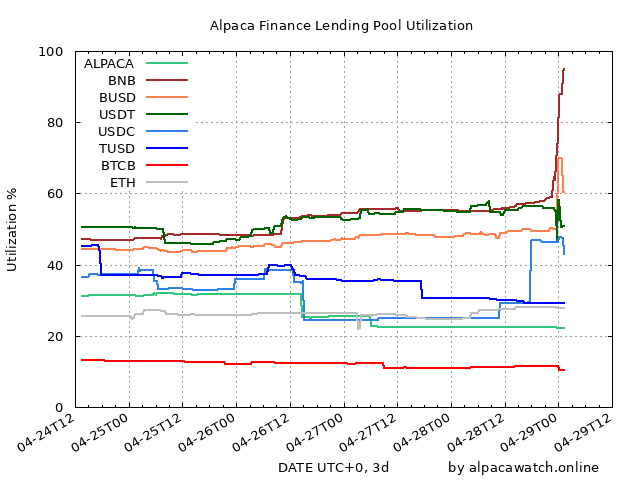 Alpaca Finance Lending Pool Utilization
100
80
60
40
20
0
Utilization %
ALPACA
BNB
BUSD
USDT
USDC
TUSD
BTCB
ETH
04-24T12
04-25T00
04-25T12
04-26T00
04-26T12
04-27T00
04-27T12
04-28T00
04-28T12
04-29T00
04-29T12
DATE UTC+0, 3d
by alpacawatch.online